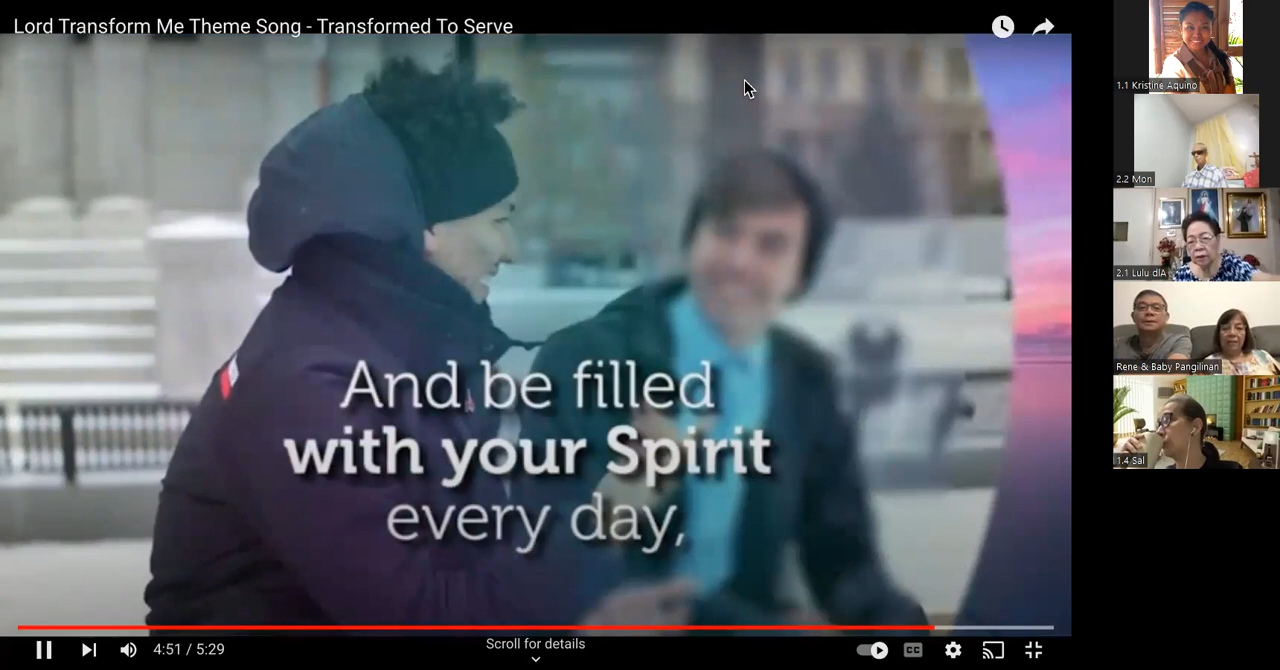 Lord Transform Me Theme Song - Transformed To Serve
And be filled
with your Spirit
every day,
4:51 / 5:29
Scroll for details
CC
1.1 Kristine Aquino
2.2 Mon
2.1 Lulu dlA
Rene & Baby Pangilinan
1.4 Sal